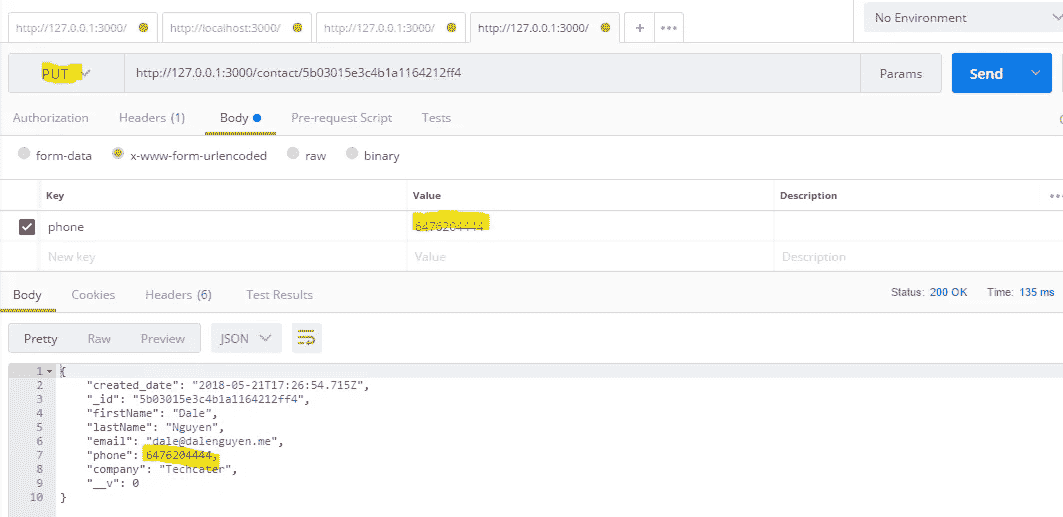 http://127.0.0.1:3000/ http://localhost:3000/ http://127.0.0.1:3000/ http://127.0.0.1:3000/ + ••• No Environment
PUT http://127.0.0.1:3000/contact/5b03015e3c4b1a1164212ff4 Params Send
Authorization Headers (1) Body Pre-request Script Tests
form-data x-www-form-urlencoded raw binary
Key Value Description •••
phone 6476204444
New key Value Description
Body Cookies Headers (6) Test Results Status: 200 OK Time: 135 ms
Pretty Raw Preview JSON
1 {
2 "created_date": "2018-05-21T17:26:54.715Z",
3 "_id": "5b03015e3c4b1a1164212ff4",
4 "firstName": "Dale",
5 "lastName": "Nguyen",
6 "email": "dale@dalenguyen.me",
7 "phone": 6476204444,
8 "company": "Techcater",
9 "__v": 0
10 }